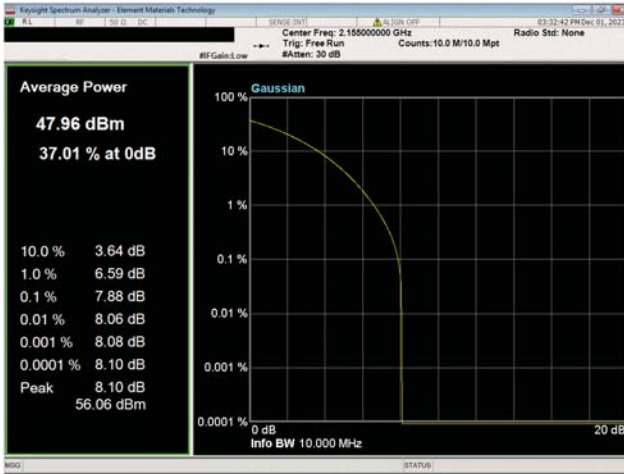 Keysight Spectrum Analyzer - Element Materials Technology
RL RF 50 Ω DC SENSE:INT ALIGN OFF 03:32:42 PM Dec 01, 2023
Center Freq: 2.155000000 GHz Radio Std: None
Trig: Free Run Counts:10.0 M/10.0 Mpt
#IFGain:Low #Atten: 30 dB
Average Power
47.96 dBm
37.01 % at 0dB
10.0 % 3.64 dB
1.0 % 6.59 dB
0.1 % 7.88 dB
0.01 % 8.06 dB
0.001 % 8.08 dB
0.0001 % 8.10 dB
Peak 8.10 dB
56.06 dBm
Gaussian
100 %
10 %
1 %
0.1 %
0.01 %
0.001 %
0.0001 %
0 dB 20 dB
Info BW 10.000 MHz
MSG STATUS